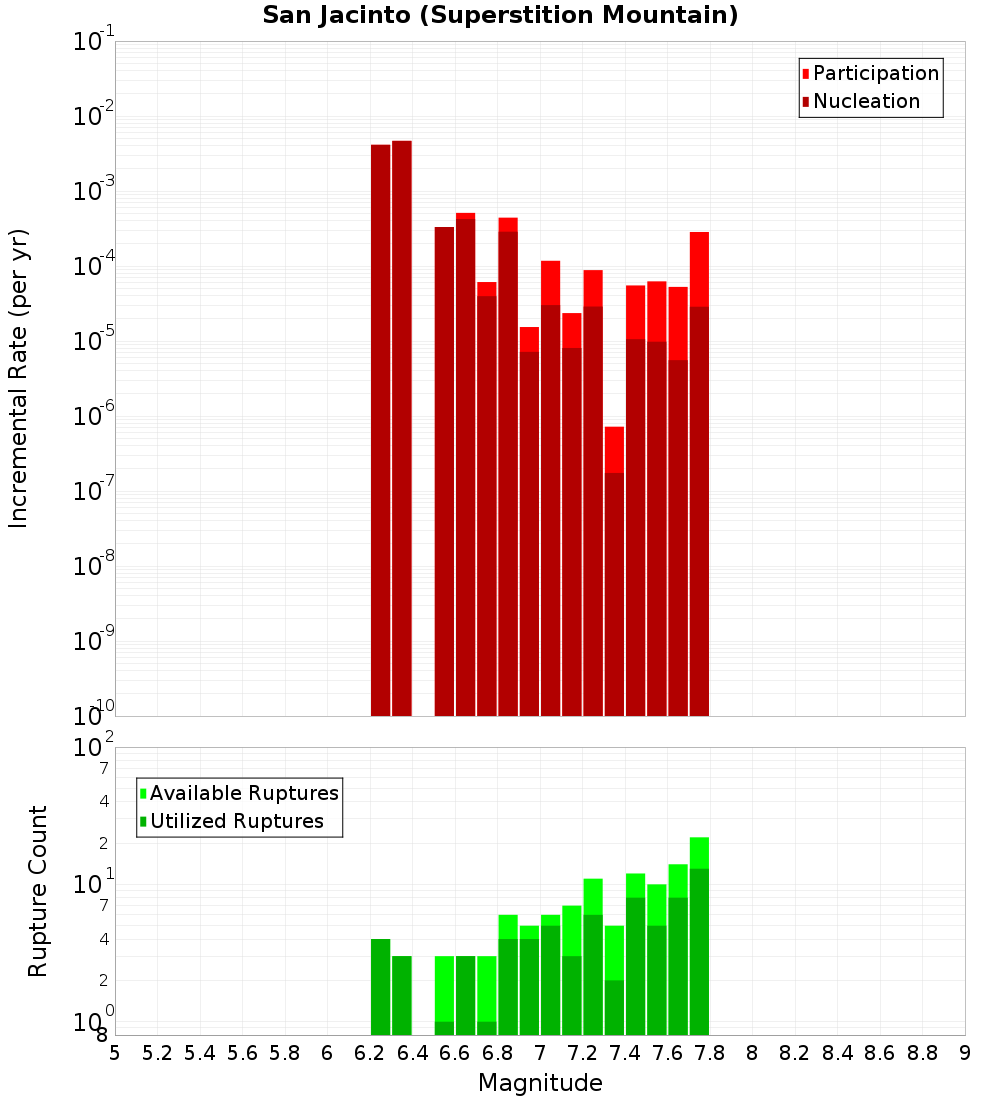 San Jacinto (Superstition Mountain)
10-1
10-2
10-3
10-4
10-5
10-6
10-7
10-8
10-9
10-10
Incremental Rate (per yr)
Participation
Nucleation
102
7
4
2
101
7
4
2
100
8
Rupture Count
Available Ruptures
Utilized Ruptures
5 5.2 5.4 5.6 5.8 6 6.2 6.4 6.6 6.8 7 7.2 7.4 7.6 7.8 8 8.2 8.4 8.6 8.8 9
Magnitude